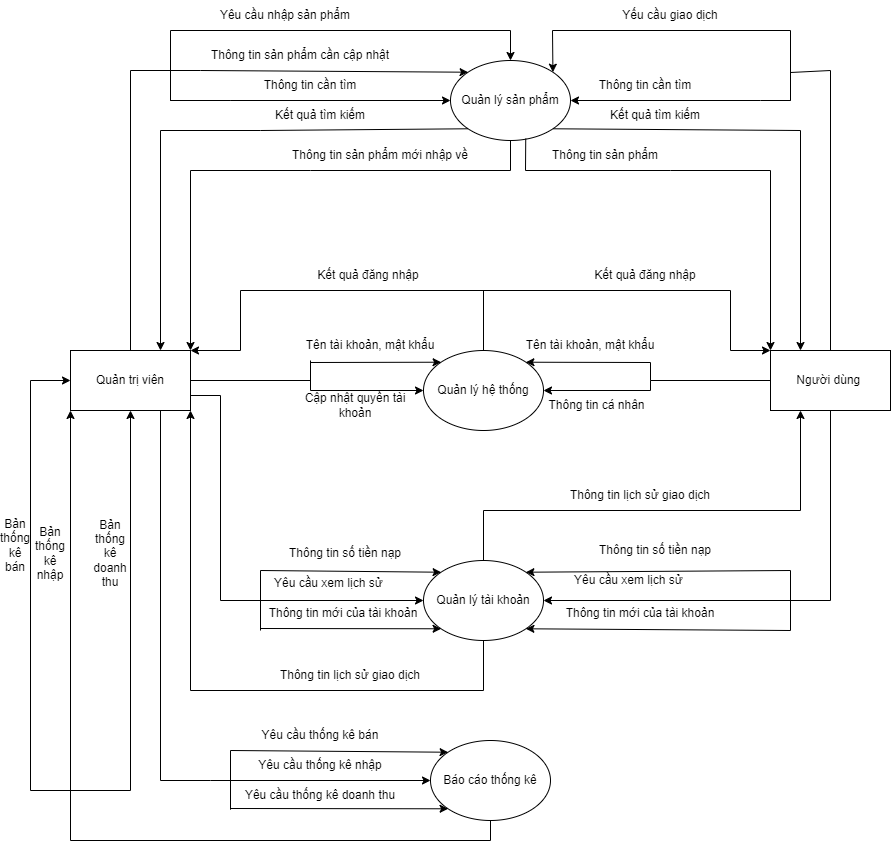 Yêu cầu nhập sản phẩm
Yếu cầu giao dịch
Thông tin sản phẩm cần cập nhật
Thông tin cần tìm
Thông tin cần tìm
Quản lý sản phẩm
Kết quả tìm kiếm
Kết quả tìm kiếm
Thông tin sản phẩm mới nhập về
Thông tin sản phẩm
Kết quả đăng nhập
Kết quả đăng nhập
Tên tài khoản, mật khẩu
Tên tài khoản, mật khẩu
Quản trị viên
Quản lý hệ thống
Người dùng
Cập nhật quyền tài
khoản
Thông tin cá nhân
Thông tin lịch sử giao dịch
Bản
thống
kê
bán
Bản
thống
kê
nhập
Bản
thống
kê
doanh
thu
Thông tin số tiền nạp
Thông tin số tiền nạp
Yêu cầu xem lịch sử
Yêu cầu xem lịch sử
Quản lý tài khoản
Thông tin mới của tài khoản
Thông tin mới của tài khoản
Thông tin lịch sử giao dịch
Yêu cầu thống kê bán
Yêu cầu thống kê nhập
Báo cáo thống kê
Yêu cầu thống kê doanh thu